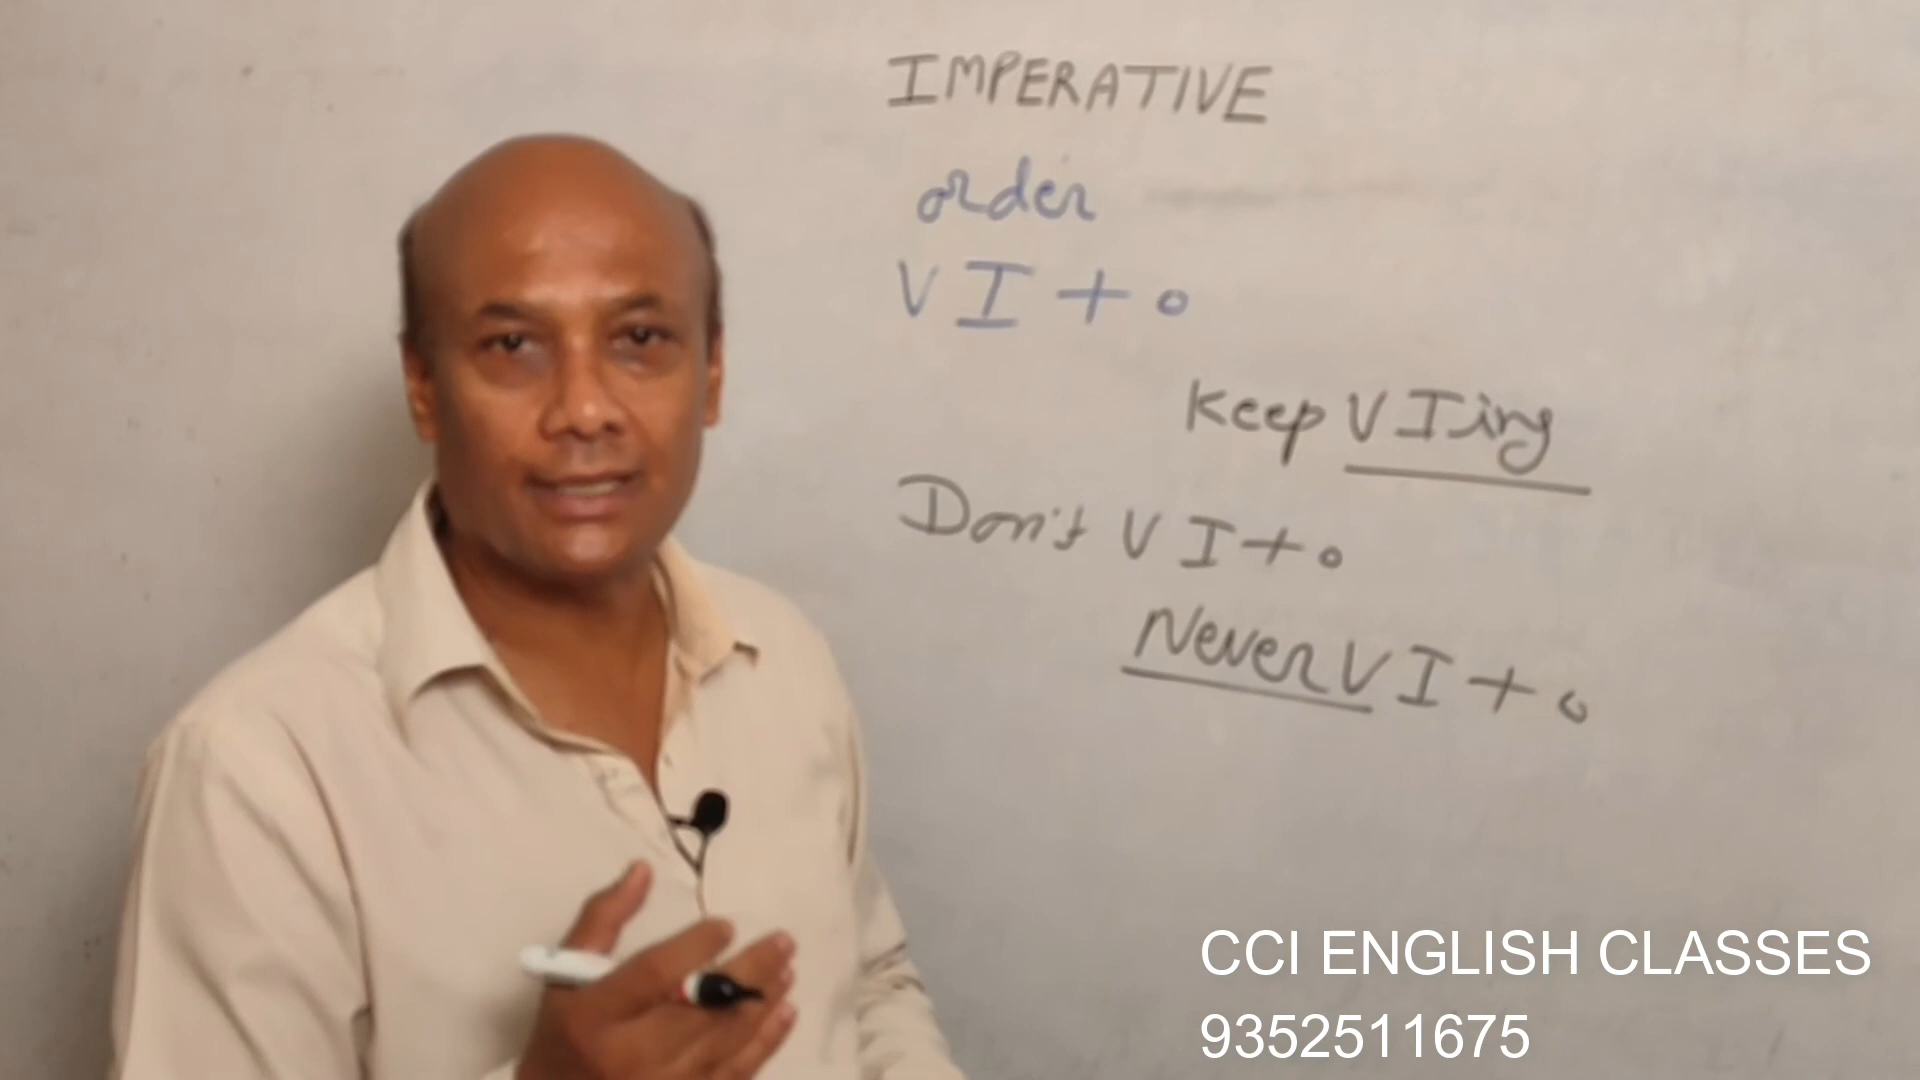 IMPERATIVE
order
V I + o
Keep V I ing
Don't V I + o
Never V I + o
CCI ENGLISH CLASSES
9352511675